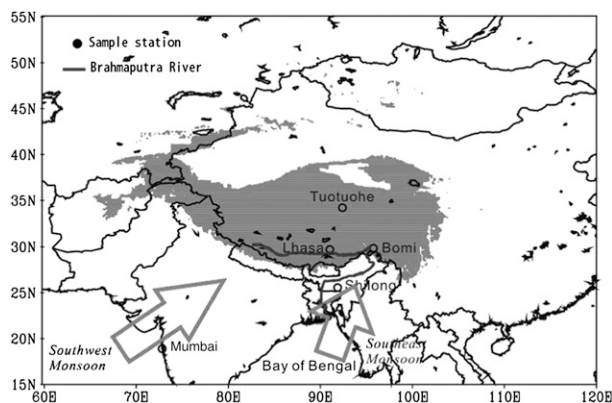 55N
Sample station
50N
Brahmaputra River
45N
40N
35N
Tuotuohe
30N
Lhasa
Bomi
25N
Shilong
20N
Southwest
Monsoon
Mumbai
Southeast
Monsoon
Bay of Bengal
15N
60E
70E
80E
90E
100E
110E
120E